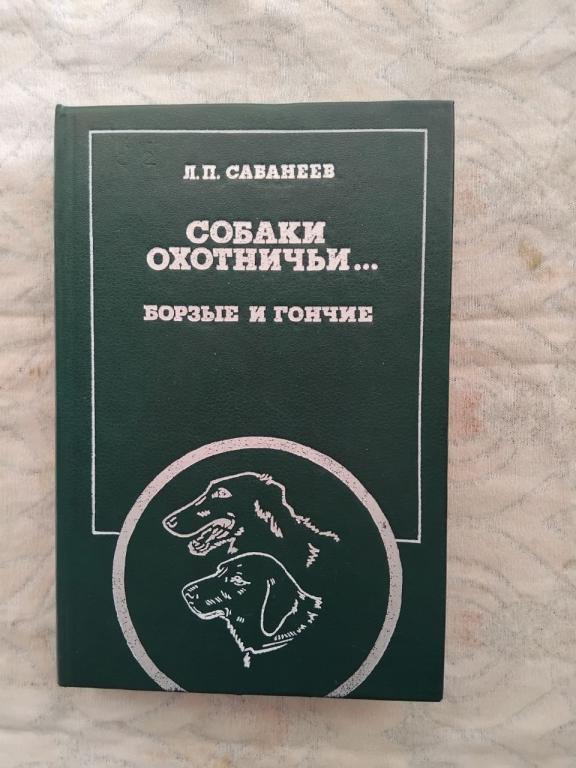 Л.П. САБАНЕЕВ
СОБАКИ
ОХОТНИЧЬИ...
БОРЗЫЕ И ГОНЧИЕ